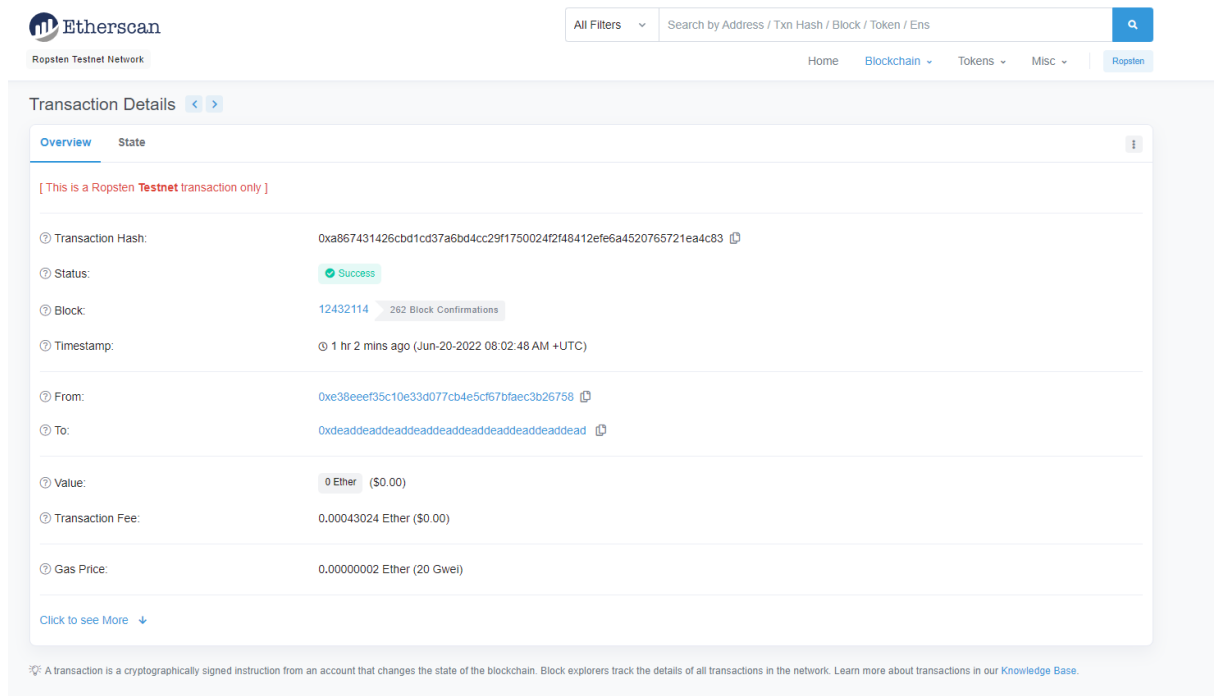 Etherscan
All Filters
Search by Address / Txn Hash / Block / Token / Ens
Ropsten Testnet Network
Home Blockchain Tokens Misc Ropsten
Transaction Details
Overview State
[ This is a Ropsten Testnet transaction only ]
Transaction Hash: 0xa867431426cbd1cd37a6bd4cc29f1750024f2f48412efe6a4520765721ea4c83
Status: Success
Block: 12432114 262 Block Confirmations
Timestamp: 1 hr 2 mins ago (Jun-20-2022 08:02:48 AM +UTC)
From: 0xe38eeef35c10e33d077cb4e5cf67bfaec3b26758
To: 0xdeaddeaddeaddeaddeaddeaddeaddeaddeaddead
Value: 0 Ether ($0.00)
Transaction Fee: 0.00043024 Ether ($0.00)
Gas Price: 0.00000002 Ether (20 Gwei)
Click to see More
A transaction is a cryptographically signed instruction from an account that changes the state of the blockchain. Block explorers track the details of all transactions in the network. Learn more about transactions in our Knowledge Base.